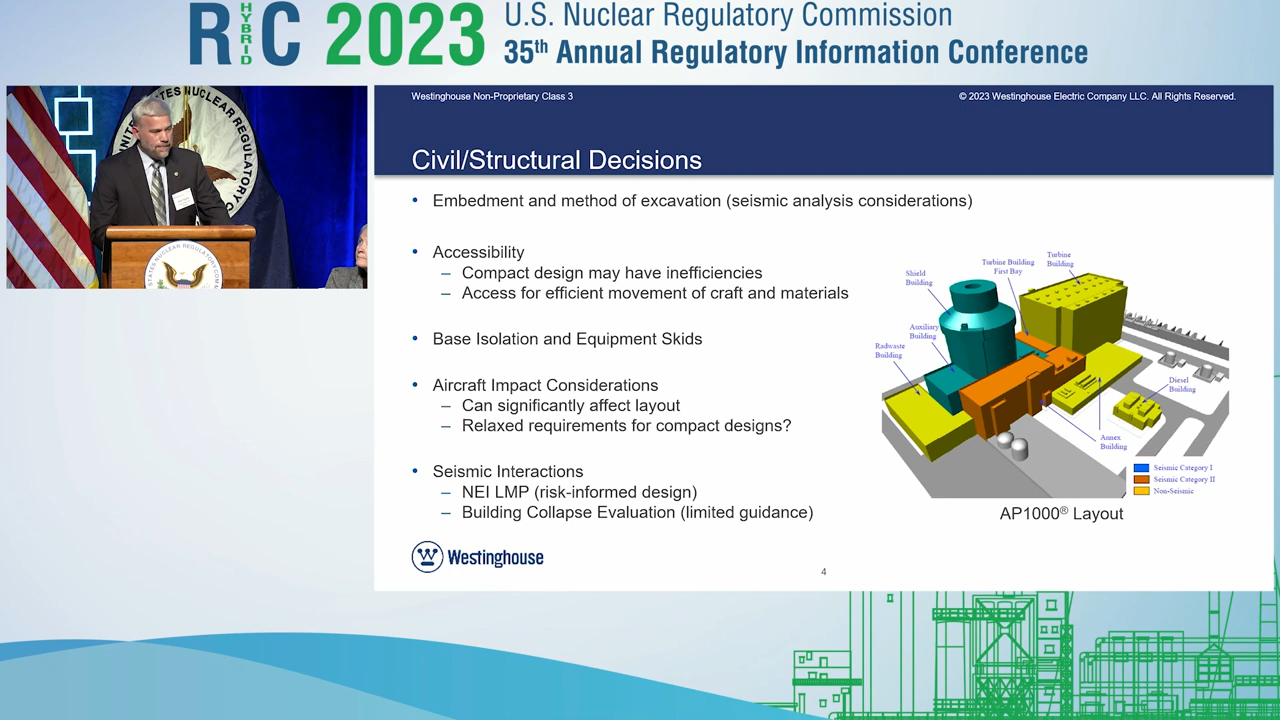 RIC 2023
HYBRID
U.S. Nuclear Regulatory Commission
35th Annual Regulatory Information Conference
Westinghouse Non-Proprietary Class 3
© 2023 Westinghouse Electric Company LLC. All Rights Reserved.
Civil/Structural Decisions
• Embedment and method of excavation (seismic analysis considerations)
• Accessibility
– Compact design may have inefficiencies
– Access for efficient movement of craft and materials
• Base Isolation and Equipment Skids
• Aircraft Impact Considerations
– Can significantly affect layout
– Relaxed requirements for compact designs?
• Seismic Interactions
– NEI LMP (risk-informed design)
– Building Collapse Evaluation (limited guidance)
Turbine
Building
Turbine Building
First Bay
Shield
Building
Auxiliary
Building
Radwaste
Building
Diesel
Building
Annex
Building
Seismic Category I
Seismic Category II
Non-Seismic
AP1000® Layout
Westinghouse
4